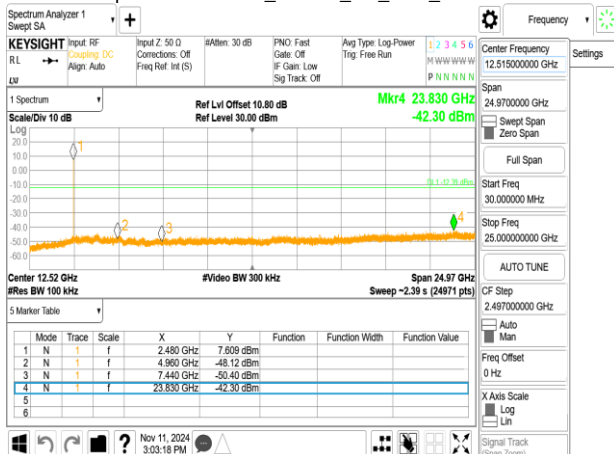 Spectrum Analyzer 1
Swept SA
Frequency
KEYSIGHT
RL
Input: RF
Coupling: DC
Align: Auto
Input Z: 50 Ω
Corrections: Off
Freq Ref: Int (S)
#Atten: 30 dB
PNO: Fast
Gate: Off
IF Gain: Low
Sig Track: Off
Avg Type: Log-Power
Trig: Free Run
1 2 3 4 5 6
M W W W W W
P N N N N N
Center Frequency
12.515000000 GHz
Settings
Span
24.9700000 GHz
Swept Span
Zero Span
Full Span
Start Freq
30.000000 MHz
Stop Freq
25.000000000 GHz
AUTO TUNE
CF Step
2.497000000 GHz
Auto
Man
Freq Offset
0 Hz
X Axis Scale
Log
Lin
Signal Track
(Span Zoom)
1 Spectrum
Scale/Div 10 dB
Log
Ref Lvl Offset 10.80 dB
Ref Level 30.00 dBm
Mkr4 23.830 GHz
-42.30 dBm
20.0
10.0
0.00
-10.0
-20.0
-30.0
-40.0
-50.0
-60.0
1
2
3
4
Center 12.52 GHz
#Res BW 100 kHz
#Video BW 300 kHz
Span 24.97 GHz
Sweep ~2.39 s (24971 pts)
5 Marker Table
Mode Trace Scale X Y Function Function Width Function Value
1 N 1 f 2.480 GHz 7.609 dBm
2 N 1 f 4.960 GHz -48.12 dBm
3 N 1 f 7.440 GHz -50.40 dBm
4 N 1 f 23.830 GHz -42.30 dBm
5
6
?
Nov 11, 2024
3:03:18 PM